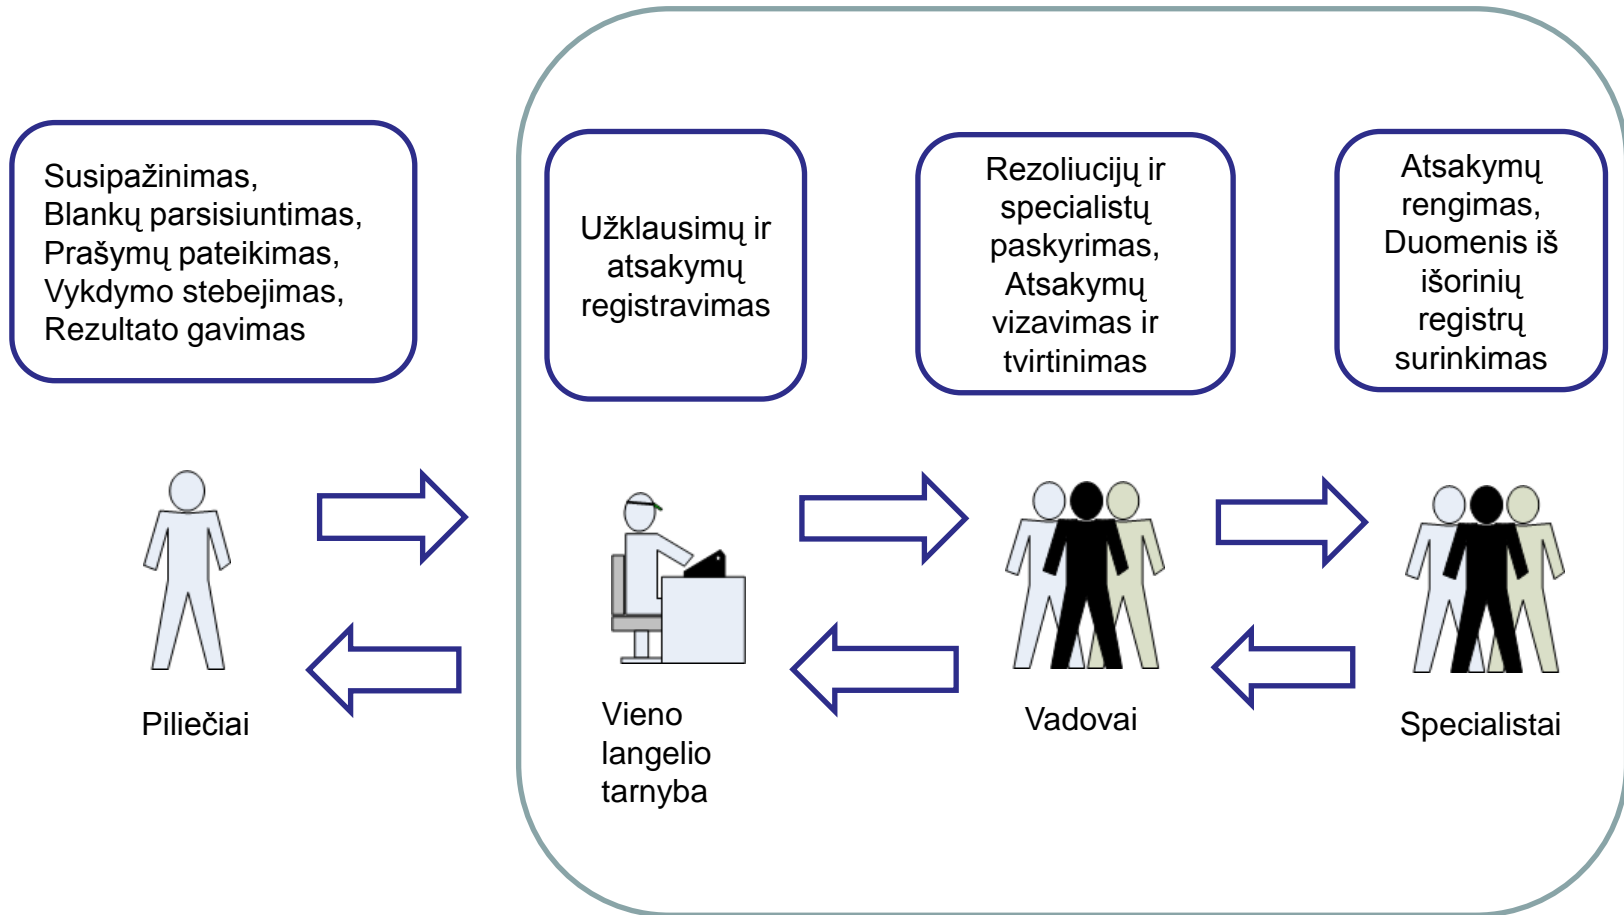 Susipažinimas,
Blankų parsisiuntimas,
Prašymų pateikimas,
Vykdymo stebejimas,
Rezultato gavimas
Užklausimų ir
atsakymų
registravimas
Rezoliucijų ir
specialistų
paskyrimas,
Atsakymų
vizavimas ir
tvirtinimas
Atsakymų
rengimas,
Duomenis iš
išorinių
registrų
surinkimas
Piliečiai
Vieno
langelio
tarnyba
Vadovai
Specialistai